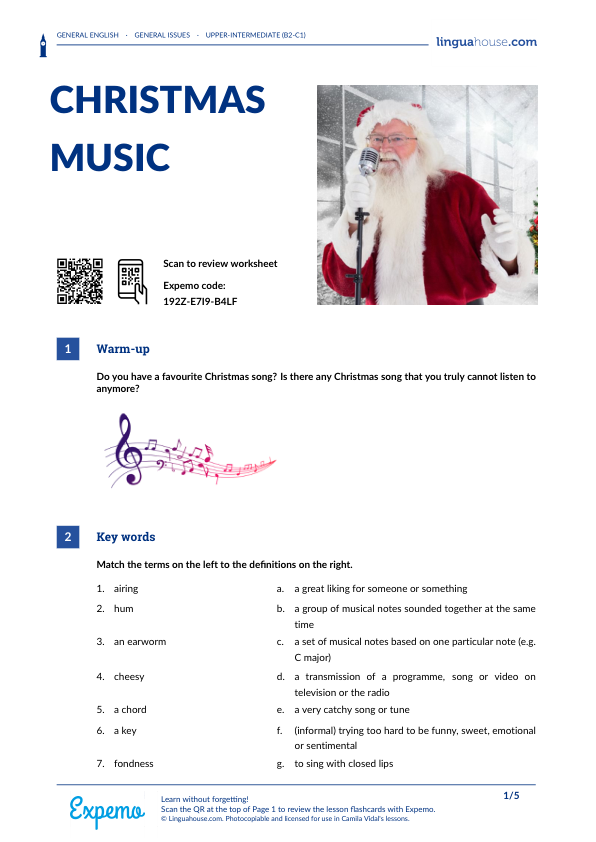 GENERAL ENGLISH · GENERAL ISSUES · UPPER-INTERMEDIATE (B2-C1)
linguahouse.com
CHRISTMAS
MUSIC
Scan to review worksheet
Expemo code:
192Z-E7I9-B4LF
1 Warm-up
Do you have a favourite Christmas song? Is there any Christmas song that you truly cannot listen to
anymore?
2 Key words
Match the terms on the left to the definitions on the right.
1. airing a. a great liking for someone or something
2. hum b. a group of musical notes sounded together at the same
time
3. an earworm c. a set of musical notes based on one particular note (e.g.
C major)
4. cheesy d. a transmission of a programme, song or video on
television or the radio
5. a chord e. a very catchy song or tune
6. a key f. (informal) trying too hard to be funny, sweet, emotional
or sentimental
7. fondness g. to sing with closed lips
1/5
Expemo
Learn without forgetting!
Scan the QR at the top of Page 1 to review the lesson flashcards with Expemo.
© Linguahouse.com. Photocopiable and licensed for use in Camila Vidal's lessons.